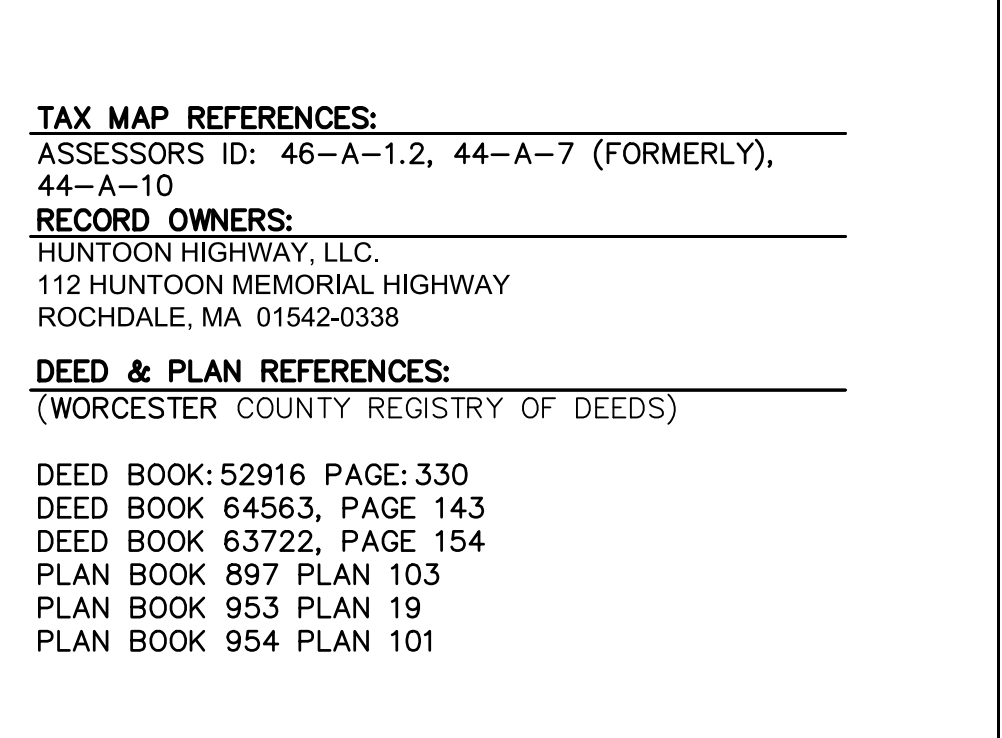 TAX MAP REFERENCES:
ASSESSORS ID: 46-A-1.2, 44-A-7 (FORMERLY),
44-A-10
RECORD OWNERS:
HUNTOON HIGHWAY, LLC.
112 HUNTOON MEMORIAL HIGHWAY
ROCHDALE, MA 01542-0338
DEED & PLAN REFERENCES:
(WORCESTER COUNTY REGISTRY OF DEEDS)
DEED BOOK: 52916 PAGE: 330
DEED BOOK 64563, PAGE 143
DEED BOOK 63722, PAGE 154
PLAN BOOK 897 PLAN 103
PLAN BOOK 953 PLAN 19
PLAN BOOK 954 PLAN 101